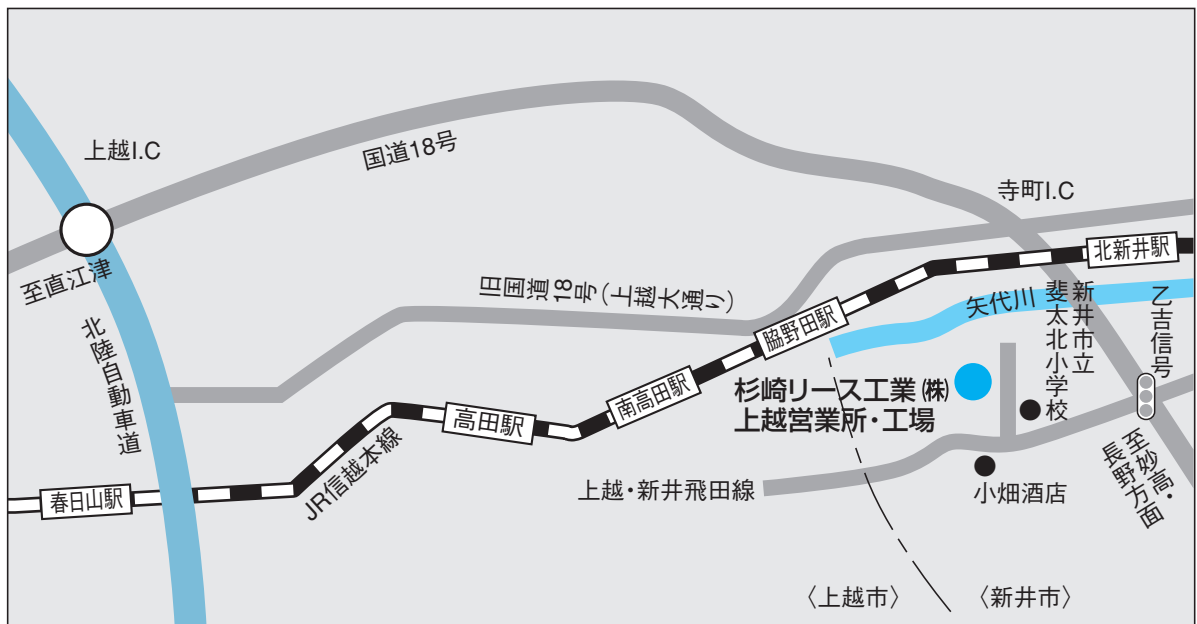 上越I.C
国道18号
寺町I.C
北新井駅
至直江津
旧国道18号（上越大通り）
矢代川
新井市立
斐太北小学校
乙吉信号
北陸自動車道
脇野田駅
南高田駅
杉崎リース工業㈱
上越営業所・工場
高田駅
JR信越本線
春日山駅
上越・新井飛田線
小畑酒店
至妙高・
長野方面
〈上越市〉
〈新井市〉